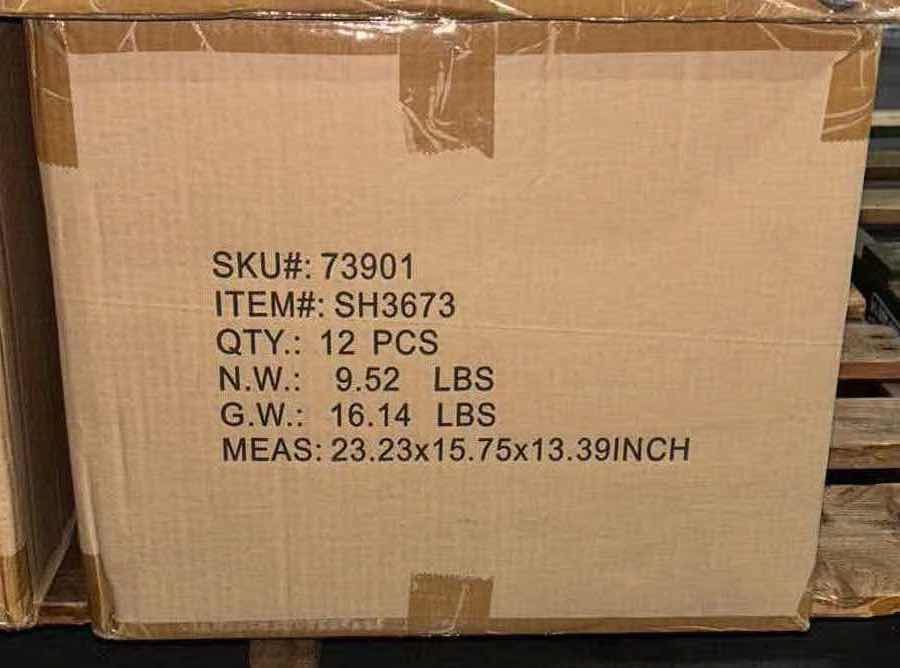 SKU#: 73901
ITEM#: SH3673
QTY.: 12 PCS
N.W.: 9.52 LBS
G.W.: 16.14 LBS
MEAS: 23.23x15.75x13.39INCH